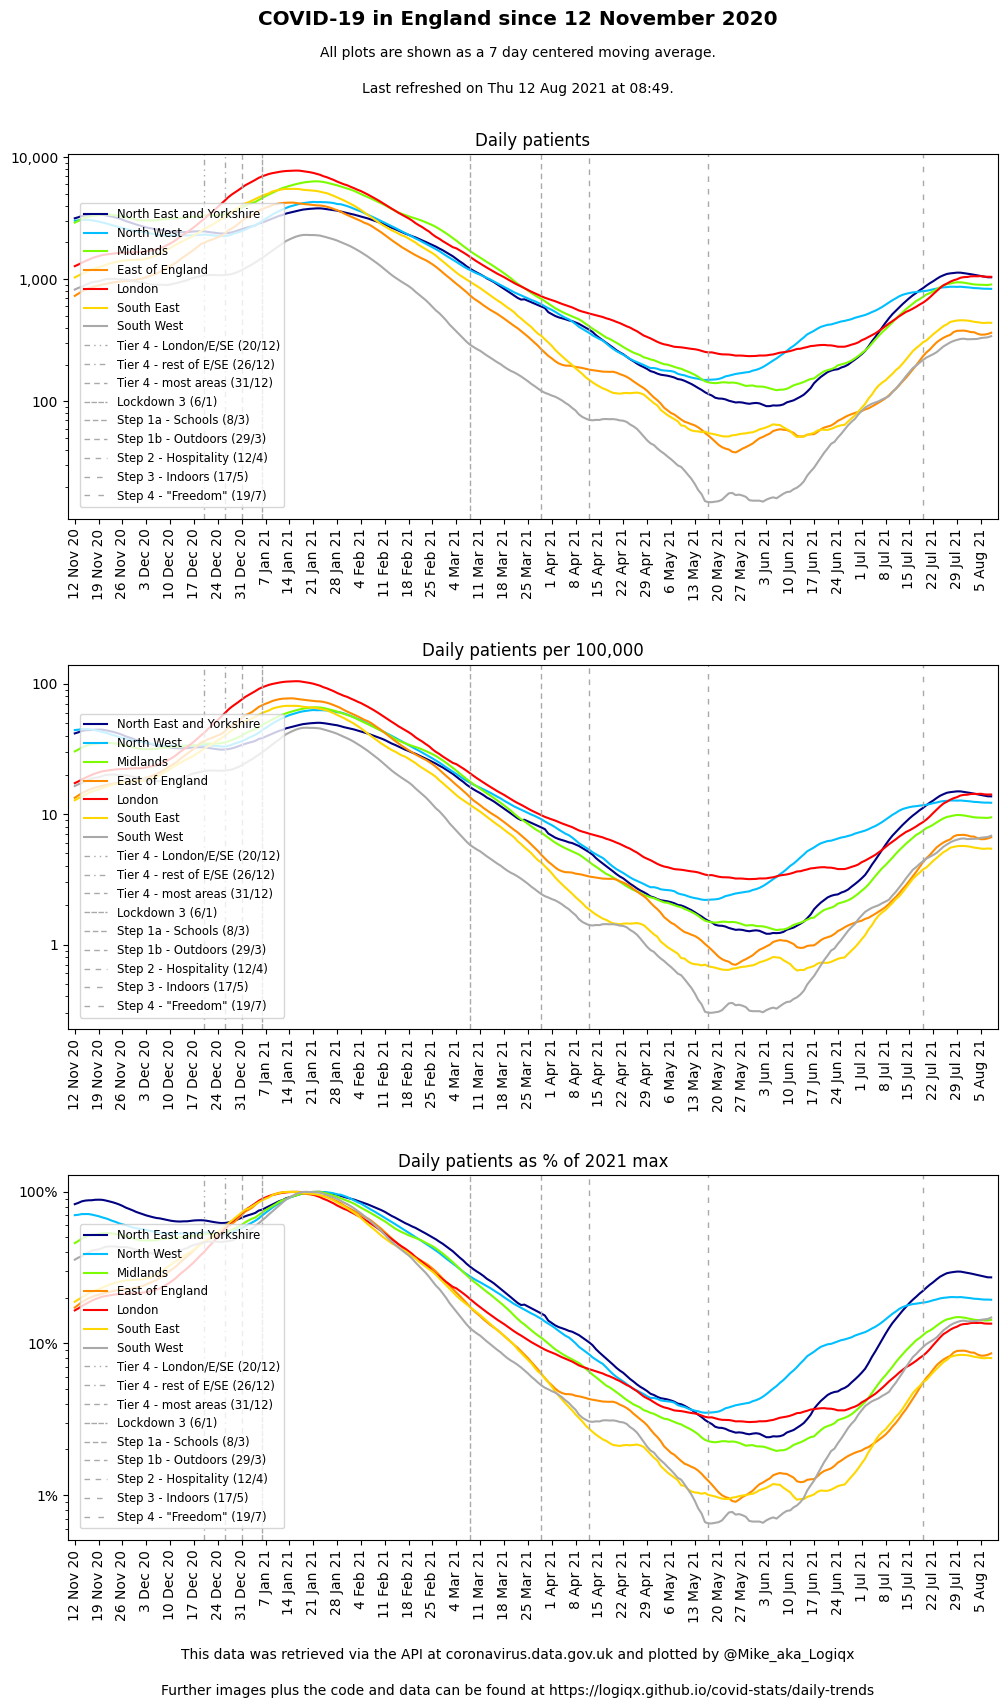 COVID-19 in England since 12 November 2020
All plots are shown as a 7 day centered moving average.
Last refreshed on Thu 12 Aug 2021 at 08:49.
Daily patients
10,000
1,000
100
North East and Yorkshire
North West
Midlands
East of England
London
South East
South West
Tier 4 - London/E/SE (20/12)
Tier 4 - rest of E/SE (26/12)
Tier 4 - most areas (31/12)
Lockdown 3 (6/1)
Step 1a - Schools (8/3)
Step 1b - Outdoors (29/3)
Step 2 - Hospitality (12/4)
Step 3 - Indoors (17/5)
Step 4 - "Freedom" (19/7)
12 Nov 20
19 Nov 20
26 Nov 20
3 Dec 20
10 Dec 20
17 Dec 20
24 Dec 20
31 Dec 20
7 Jan 21
14 Jan 21
21 Jan 21
28 Jan 21
4 Feb 21
11 Feb 21
18 Feb 21
25 Feb 21
4 Mar 21
11 Mar 21
18 Mar 21
25 Mar 21
1 Apr 21
8 Apr 21
15 Apr 21
22 Apr 21
29 Apr 21
6 May 21
13 May 21
20 May 21
27 May 21
3 Jun 21
10 Jun 21
17 Jun 21
24 Jun 21
1 Jul 21
8 Jul 21
15 Jul 21
22 Jul 21
29 Jul 21
5 Aug 21
Daily patients per 100,000
100
10
1
North East and Yorkshire
North West
Midlands
East of England
London
South East
South West
Tier 4 - London/E/SE (20/12)
Tier 4 - rest of E/SE (26/12)
Tier 4 - most areas (31/12)
Lockdown 3 (6/1)
Step 1a - Schools (8/3)
Step 1b - Outdoors (29/3)
Step 2 - Hospitality (12/4)
Step 3 - Indoors (17/5)
Step 4 - "Freedom" (19/7)
12 Nov 20
19 Nov 20
26 Nov 20
3 Dec 20
10 Dec 20
17 Dec 20
24 Dec 20
31 Dec 20
7 Jan 21
14 Jan 21
21 Jan 21
28 Jan 21
4 Feb 21
11 Feb 21
18 Feb 21
25 Feb 21
4 Mar 21
11 Mar 21
18 Mar 21
25 Mar 21
1 Apr 21
8 Apr 21
15 Apr 21
22 Apr 21
29 Apr 21
6 May 21
13 May 21
20 May 21
27 May 21
3 Jun 21
10 Jun 21
17 Jun 21
24 Jun 21
1 Jul 21
8 Jul 21
15 Jul 21
22 Jul 21
29 Jul 21
5 Aug 21
Daily patients as % of 2021 max
100%
10%
1%
North East and Yorkshire
North West
Midlands
East of England
London
South East
South West
Tier 4 - London/E/SE (20/12)
Tier 4 - rest of E/SE (26/12)
Tier 4 - most areas (31/12)
Lockdown 3 (6/1)
Step 1a - Schools (8/3)
Step 1b - Outdoors (29/3)
Step 2 - Hospitality (12/4)
Step 3 - Indoors (17/5)
Step 4 - "Freedom" (19/7)
12 Nov 20
19 Nov 20
26 Nov 20
3 Dec 20
10 Dec 20
17 Dec 20
24 Dec 20
31 Dec 20
7 Jan 21
14 Jan 21
21 Jan 21
28 Jan 21
4 Feb 21
11 Feb 21
18 Feb 21
25 Feb 21
4 Mar 21
11 Mar 21
18 Mar 21
25 Mar 21
1 Apr 21
8 Apr 21
15 Apr 21
22 Apr 21
29 Apr 21
6 May 21
13 May 21
20 May 21
27 May 21
3 Jun 21
10 Jun 21
17 Jun 21
24 Jun 21
1 Jul 21
8 Jul 21
15 Jul 21
22 Jul 21
29 Jul 21
5 Aug 21
This data was retrieved via the API at coronavirus.data.gov.uk and plotted by @Mike_aka_Logiqx
Further images plus the code and data can be found at https://logiqx.github.io/covid-stats/daily-trends